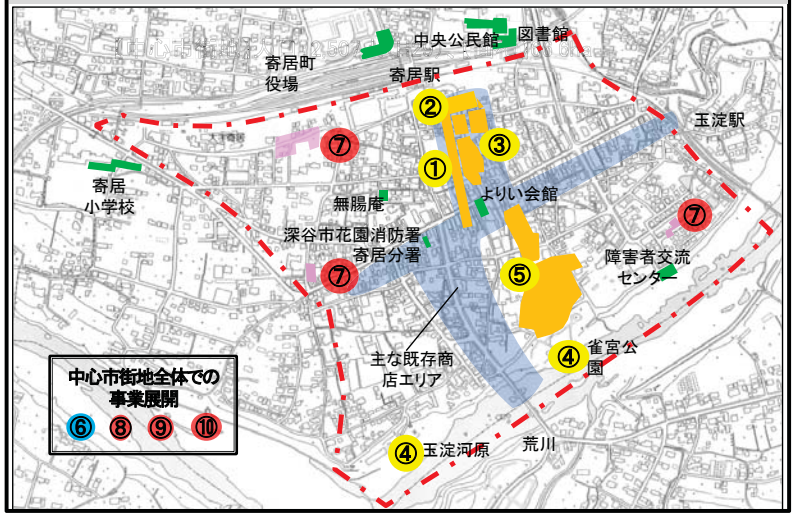 中央公民館
図書館
寄居町
役場
寄居駅
②
玉淀駅
⑦
③
①
寄居
小学校
無腸庵
よりい会館
⑦
深谷市花園消防署
寄居分署
障害者交流
センター
⑦
⑤
主な既存商
店エリア
④
雀宮公
園
中心市街地全体での
事業展開
⑥
⑧
⑨
⑩
④
玉淀河原
荒川